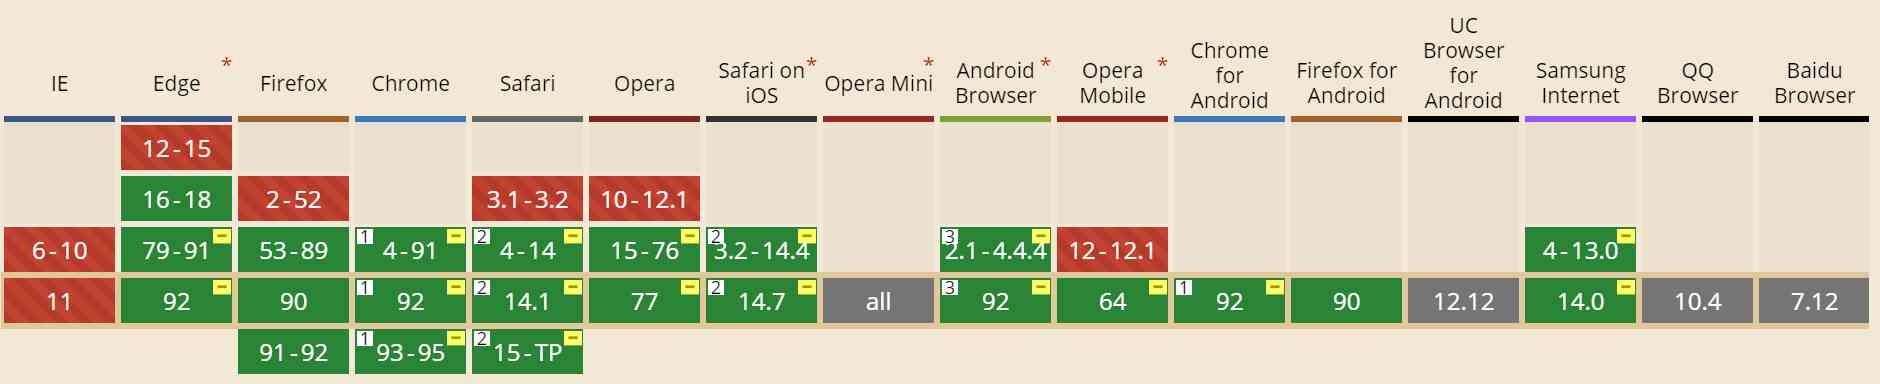 IE
Edge *
Firefox
Chrome
Safari
Opera
Safari on *
iOS
Opera Mini *
Android *
Browser
Opera *
Mobile
Chrome
for
Android
Firefox for
Android
UC
Browser
for
Android
Samsung
Internet
QQ
Browser
Baidu
Browser
12-15
16-18 2-52 3.1-3.2 10-12.1
6-10 79-91 53-89 1 4-91 2 4-14 15-76 2 3.2-14.4 3 2.1-4.4.4 12-12.1 4-13.0
11 92 90 1 92 2 14.1 77 2 14.7 all 3 92 64 1 92 90 12.12 14.0 10.4 7.12
91-92 1 93-95 2 15-TP